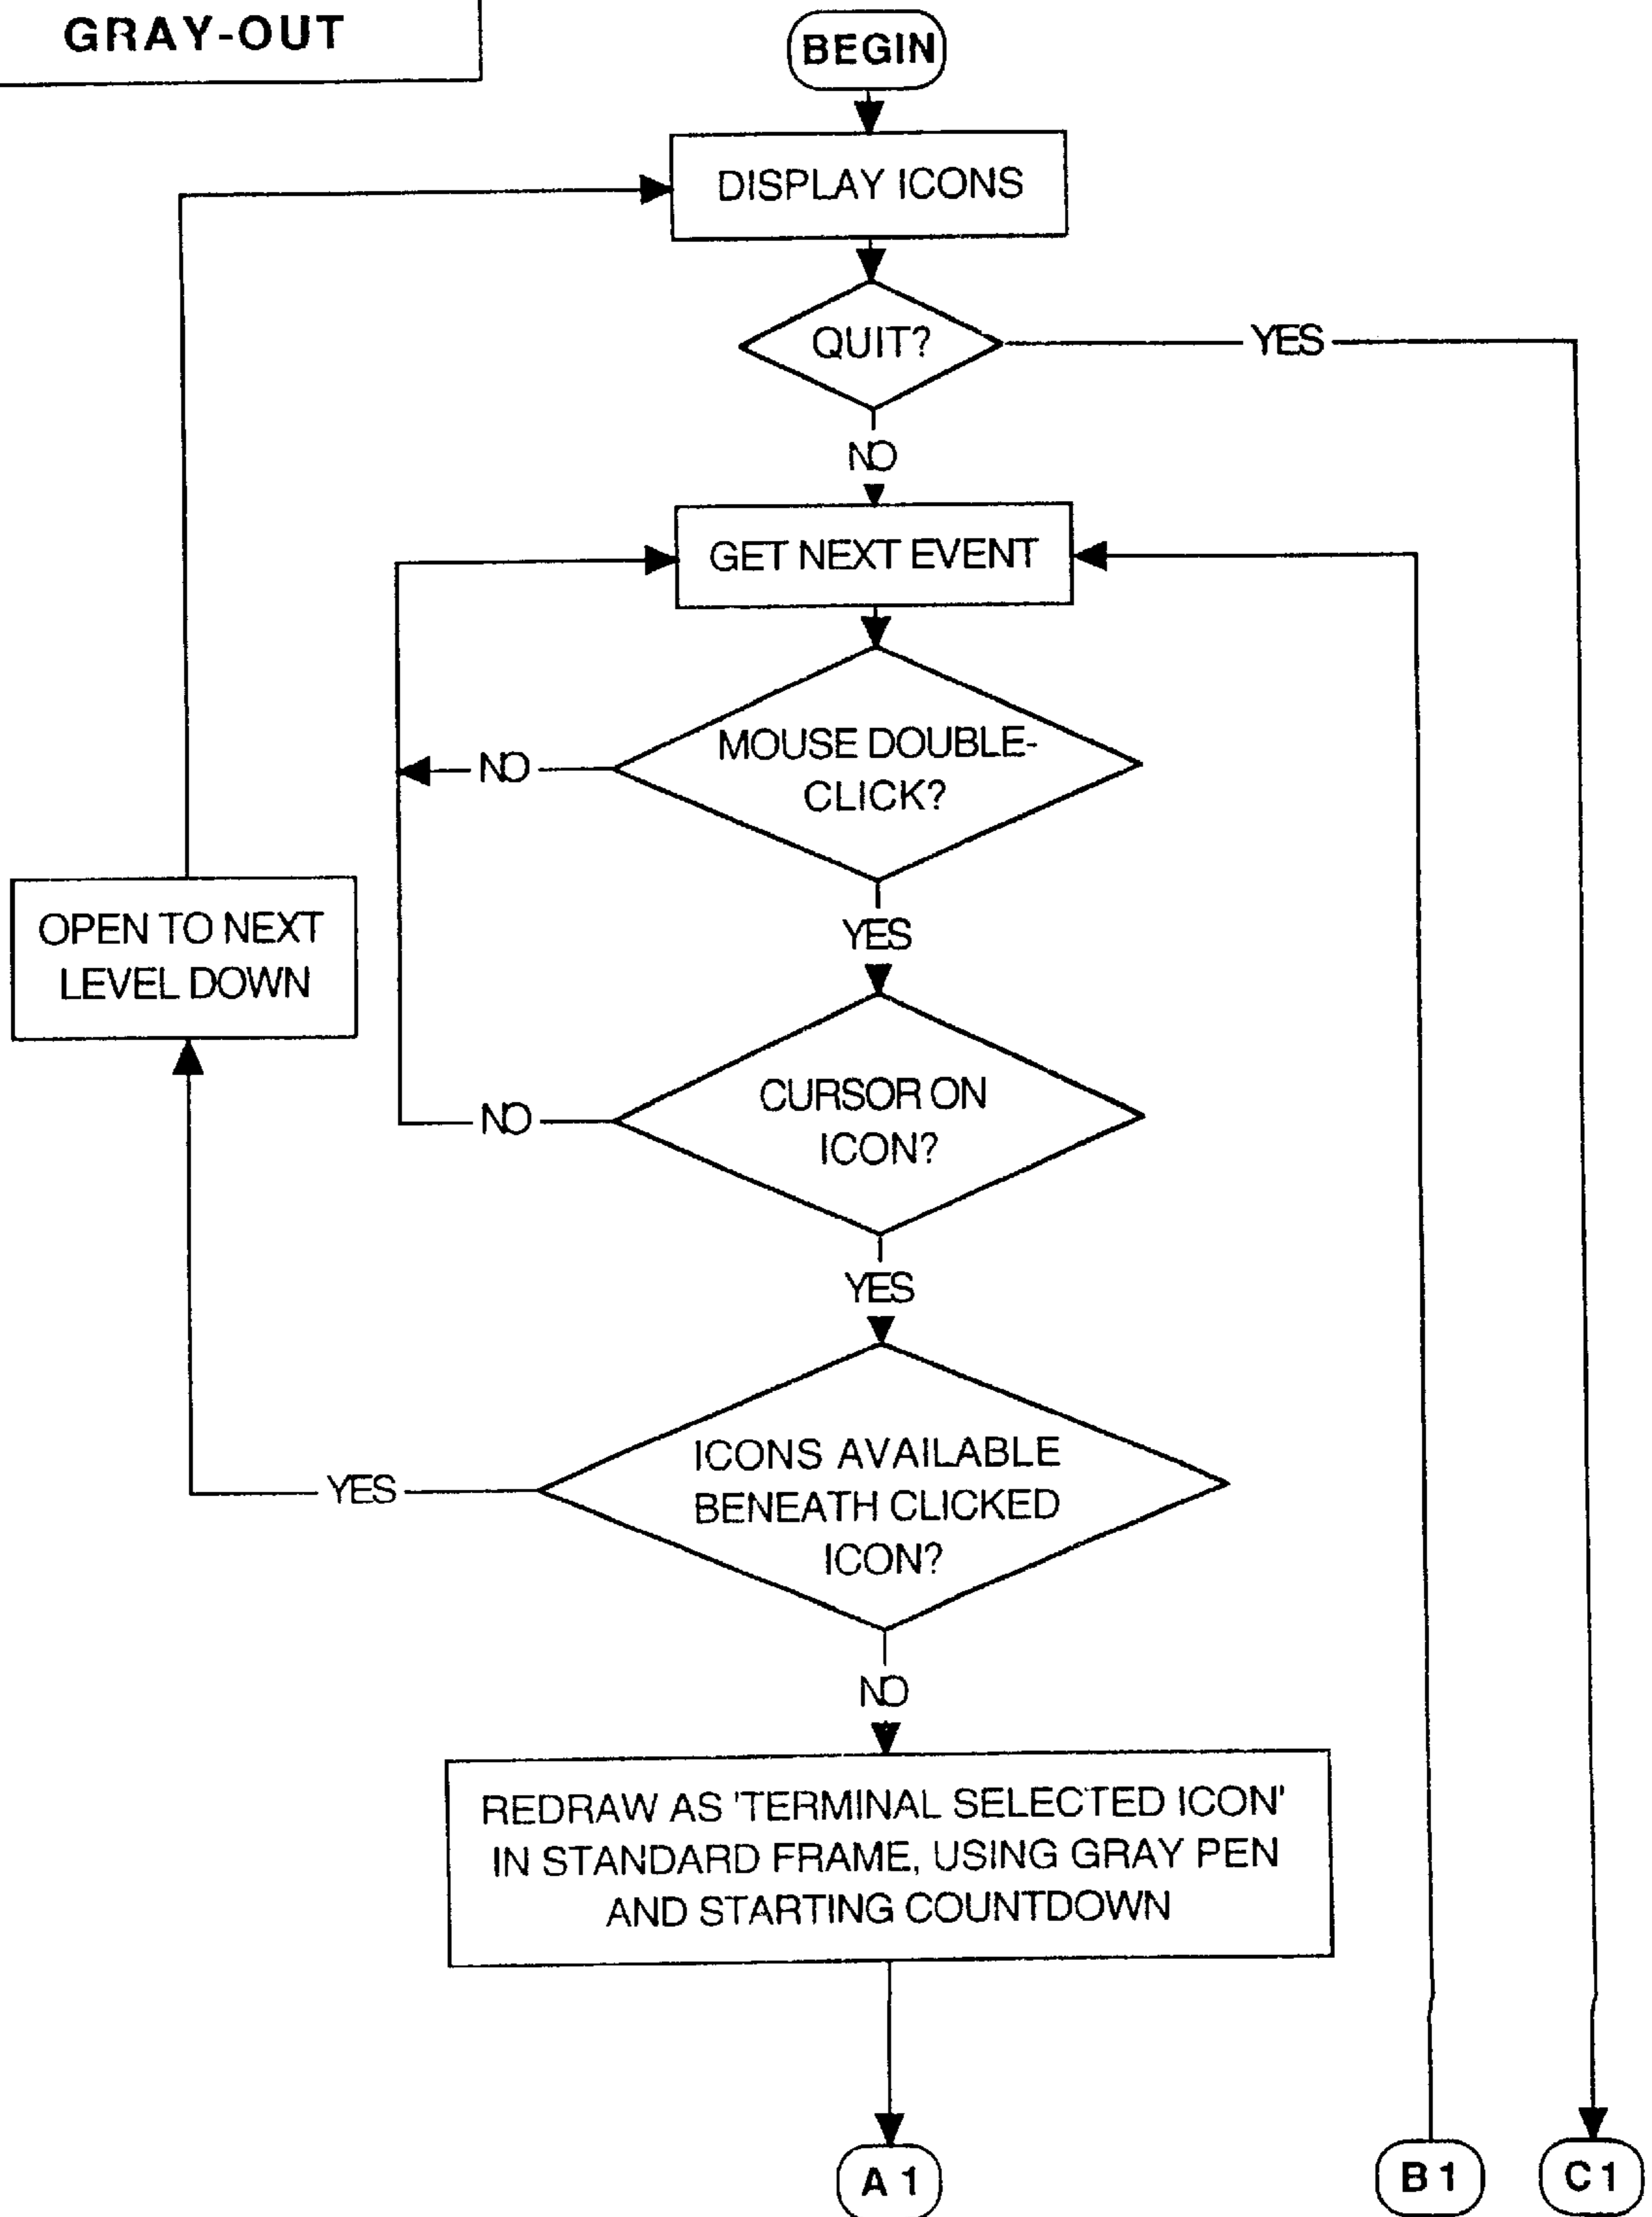 GRAY-OUT
BEGIN
DISPLAY ICONS
QUIT?
YES
NO
GET NEXT EVENT
MOUSE DOUBLE-
CLICK?
NO
YES
OPEN TO NEXT
LEVEL DOWN
CURSOR ON
ICON?
NO
YES
ICONS AVAILABLE
BENEATH CLICKED
ICON?
YES
NO
REDRAW AS 'TERMINAL SELECTED ICON'
IN STANDARD FRAME, USING GRAY PEN
AND STARTING COUNTDOWN
A 1
B 1
C 1